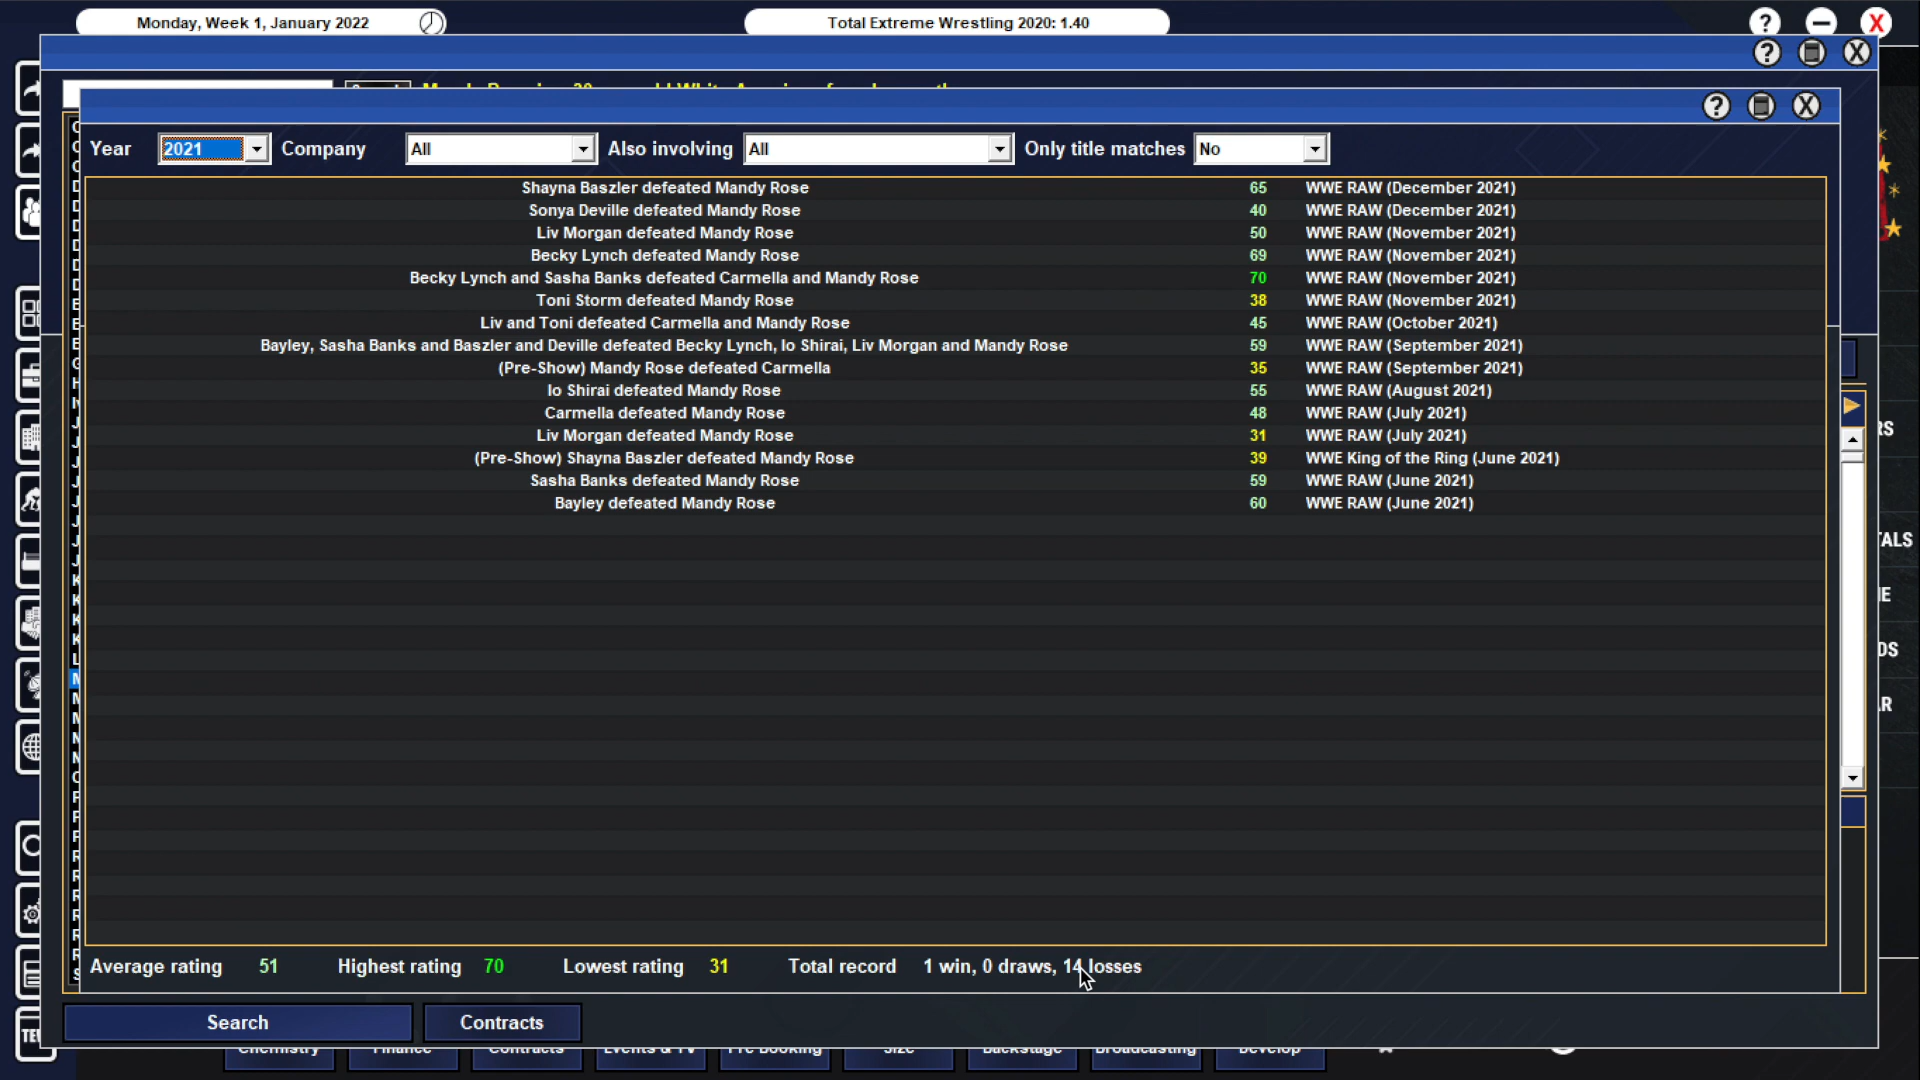 Monday, Week 1, January 2022
Total Extreme Wrestling 2020: 1.40
Year 2021 Company All Also involving All Only title matches No
Shayna Baszler defeated Mandy Rose 65 WWE RAW (December 2021)
Sonya Deville defeated Mandy Rose 40 WWE RAW (December 2021)
Liv Morgan defeated Mandy Rose 50 WWE RAW (November 2021)
Becky Lynch defeated Mandy Rose 69 WWE RAW (November 2021)
Becky Lynch and Sasha Banks defeated Carmella and Mandy Rose 70 WWE RAW (November 2021)
Toni Storm defeated Mandy Rose 38 WWE RAW (November 2021)
Liv and Toni defeated Carmella and Mandy Rose 45 WWE RAW (October 2021)
Bayley, Sasha Banks and Baszler and Deville defeated Becky Lynch, Io Shirai, Liv Morgan and Mandy Rose 59 WWE RAW (September 2021)
(Pre-Show) Mandy Rose defeated Carmella 35 WWE RAW (September 2021)
Io Shirai defeated Mandy Rose 55 WWE RAW (August 2021)
Carmella defeated Mandy Rose 48 WWE RAW (July 2021)
Liv Morgan defeated Mandy Rose 31 WWE RAW (July 2021)
(Pre-Show) Shayna Baszler defeated Mandy Rose 39 WWE King of the Ring (June 2021)
Sasha Banks defeated Mandy Rose 59 WWE RAW (June 2021)
Bayley defeated Mandy Rose 60 WWE RAW (June 2021)
Average rating 51 Highest rating 70 Lowest rating 31 Total record 1 win, 0 draws, 14 losses
Search Contracts
Chemistry Finance Contracts Events & TV Pre Booking Size Backstage Broadcasting Develop